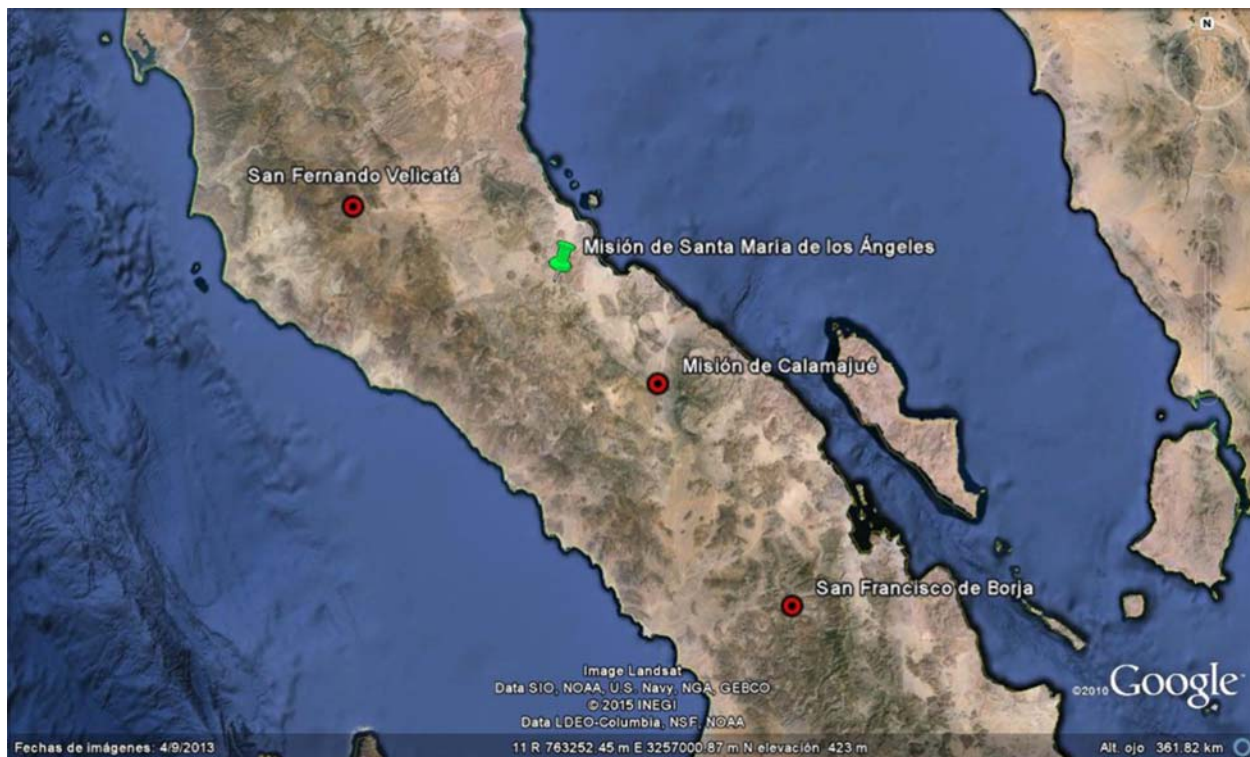 N
San Fernando Velicatá
Misión de Santa Maria de los Ángeles
Misión de Calamajué
San Francisco de Borja
Image Landsat
Data SIO, NOAA, U.S. Navy, NGA, GEBCO
© 2015 INEGI
Data LDEO-Columbia, NSF, NOAA
©2010 Google
Fechas de imágenes: 4/9/2013 11 R 763252.45 m E 3257000.87 m N elevación 423 m Alt. ojo 361.82 km